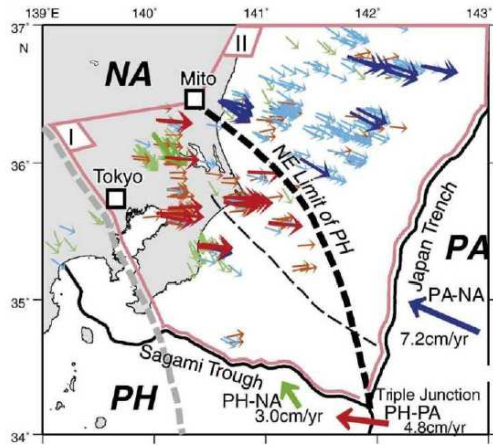 139°E 140° 141° 142° 143°
37°
N
II
NA
Mito
I
36°
Tokyo
NE Limit of PH
Japan Trench
PA
PA-NA
35°
7.2cm/yr
Sagami Trough
PH
PH-NA
3.0cm/yr
Triple Junction
PH-PA
4.8cm/yr
34°